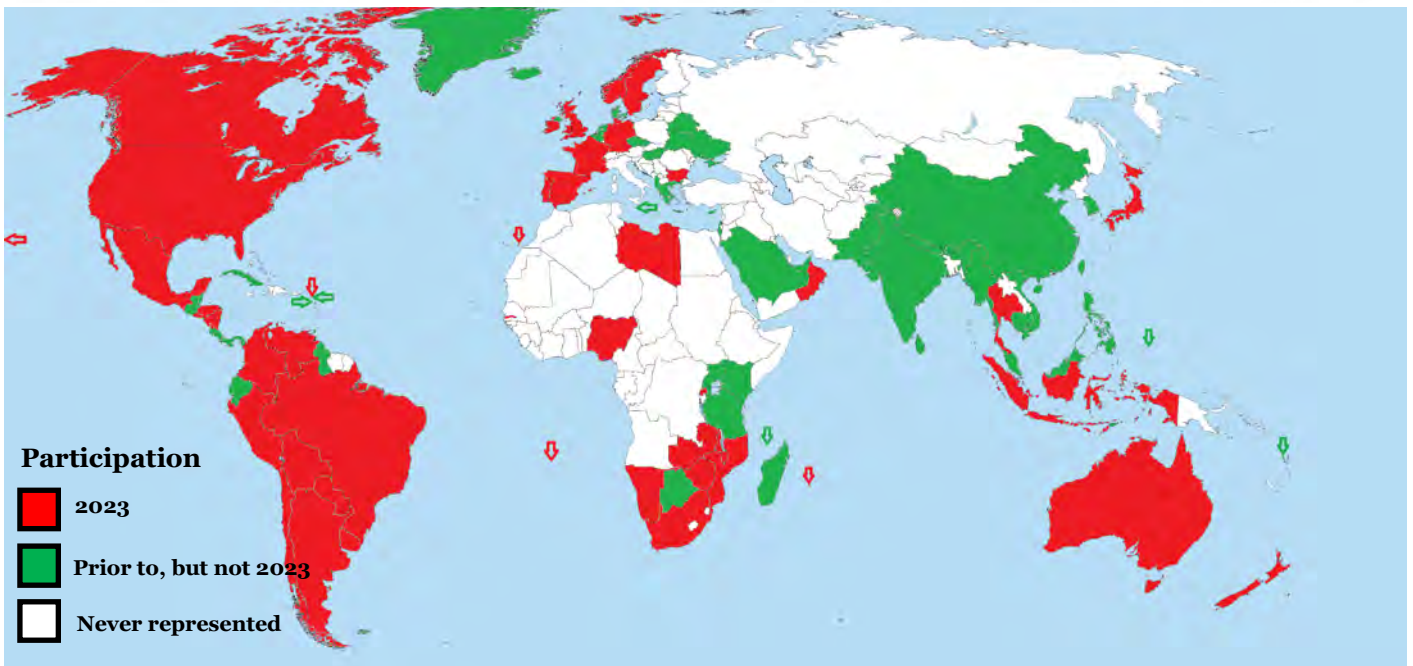 Participation
2023
Prior to, but not 2023
Never represented